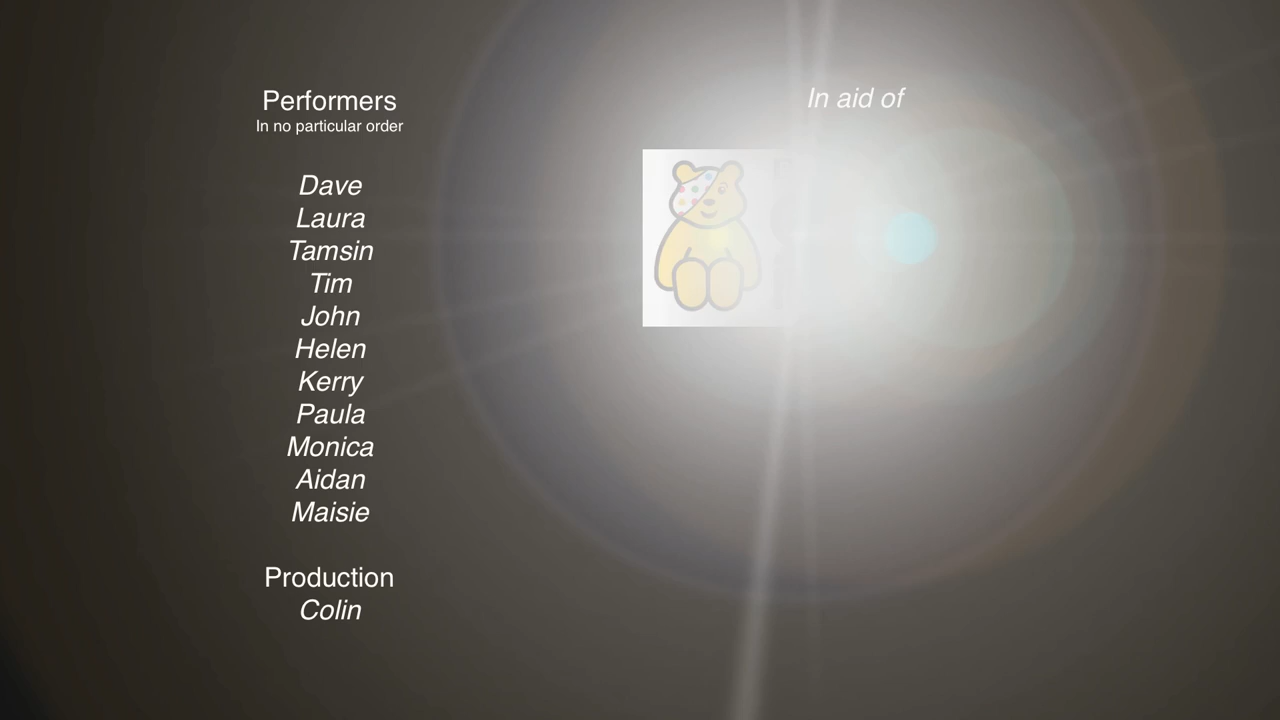 Performers
In no particular order
Dave
Laura
Tamsin
Tim
John
Helen
Kerry
Paula
Monica
Aidan
Maisie
Production
Colin
In aid of